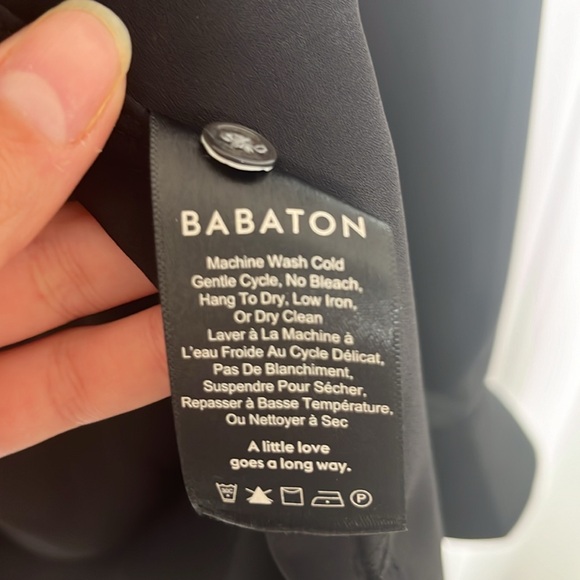 BABATON
Machine Wash Cold
Gentle Cycle, No Bleach,
Hang To Dry, Low Iron,
Or Dry Clean
Laver à La Machine à
L'eau Froide Au Cycle Délicat,
Pas De Blanchiment,
Suspendre Pour Sécher,
Repasser à Basse Température,
Ou Nettoyer à Sec
A little love
goes a long way.
P